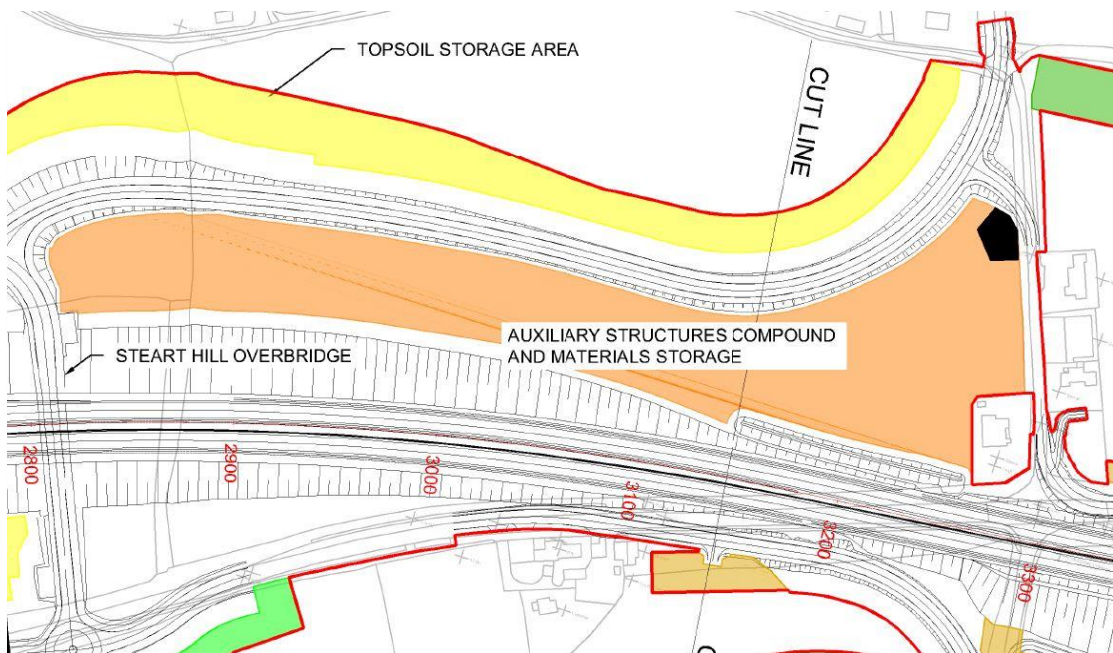 TOPSOIL STORAGE AREA
CUT LINE
AUXILIARY STRUCTURES COMPOUND
AND MATERIALS STORAGE
STEART HILL OVERBRIDGE
2800
2900
3000
3100
3200
3300